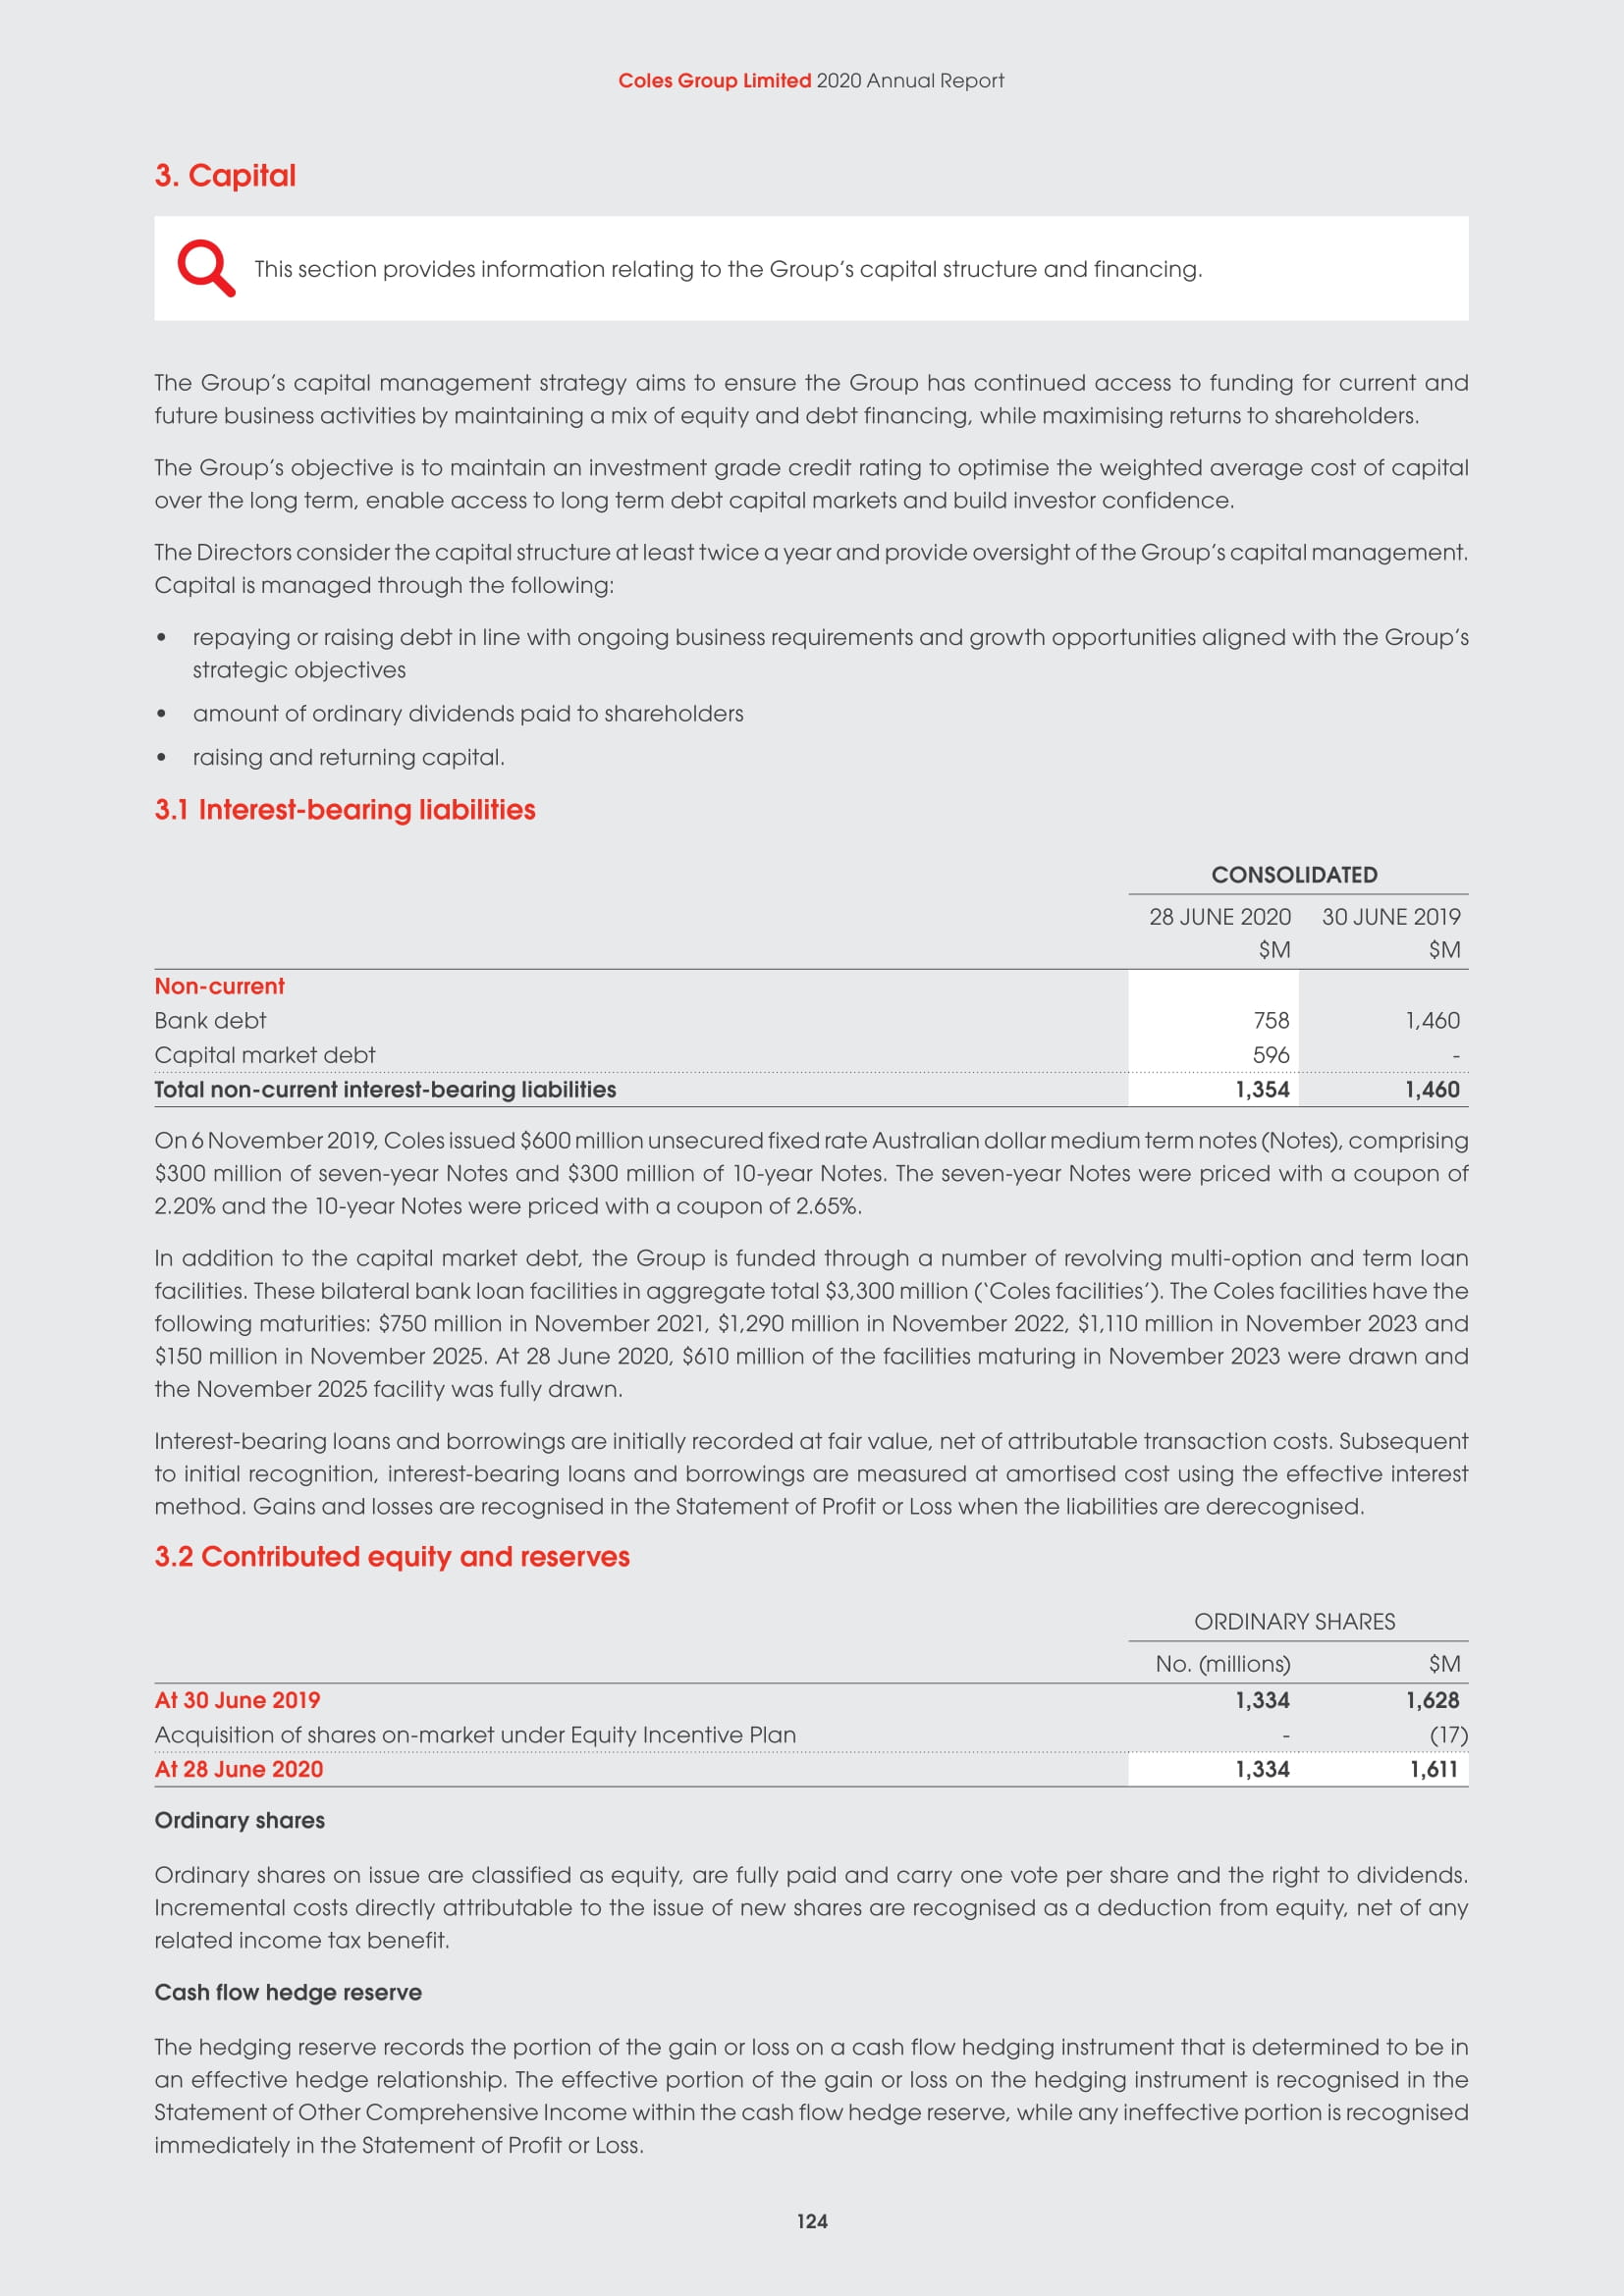 Coles Group Limited 2020 Annual Report
3. Capital
This section provides information relating to the Group's capital structure and financing.
The Group's capital management strategy aims to ensure the Group has continued access to funding for current and
future business activities by maintaining a mix of equity and debt financing, while maximising returns to shareholders.
The Group's objective is to maintain an investment grade credit rating to optimise the weighted average cost of capital
over the long term, enable access to long term debt capital markets and build investor confidence.
The Directors consider the capital structure at least twice a year and provide oversight of the Group's capital management.
Capital is managed through the following:
• repaying or raising debt in line with ongoing business requirements and growth opportunities aligned with the Group's
strategic objectives
• amount of ordinary dividends paid to shareholders
• raising and returning capital.
3.1 Interest-bearing liabilities
CONSOLIDATED
28 JUNE 2020 30 JUNE 2019
$M $M
Non-current
Bank debt 758 1,460
Capital market debt 596 -
Total non-current interest-bearing liabilities 1,354 1,460
On 6 November 2019, Coles issued $600 million unsecured fixed rate Australian dollar medium term notes (Notes), comprising
$300 million of seven-year Notes and $300 million of 10-year Notes. The seven-year Notes were priced with a coupon of
2.20% and the 10-year Notes were priced with a coupon of 2.65%.
In addition to the capital market debt, the Group is funded through a number of revolving multi-option and term loan
facilities. These bilateral bank loan facilities in aggregate total $3,300 million ('Coles facilities'). The Coles facilities have the
following maturities: $750 million in November 2021, $1,290 million in November 2022, $1,110 million in November 2023 and
$150 million in November 2025. At 28 June 2020, $610 million of the facilities maturing in November 2023 were drawn and
the November 2025 facility was fully drawn.
Interest-bearing loans and borrowings are initially recorded at fair value, net of attributable transaction costs. Subsequent
to initial recognition, interest-bearing loans and borrowings are measured at amortised cost using the effective interest
method. Gains and losses are recognised in the Statement of Profit or Loss when the liabilities are derecognised.
3.2 Contributed equity and reserves
ORDINARY SHARES
No. (millions) $M
At 30 June 2019 1,334 1,628
Acquisition of shares on-market under Equity Incentive Plan - (17)
At 28 June 2020 1,334 1,611
Ordinary shares
Ordinary shares on issue are classified as equity, are fully paid and carry one vote per share and the right to dividends.
Incremental costs directly attributable to the issue of new shares are recognised as a deduction from equity, net of any
related income tax benefit.
Cash flow hedge reserve
The hedging reserve records the portion of the gain or loss on a cash flow hedging instrument that is determined to be in
an effective hedge relationship. The effective portion of the gain or loss on the hedging instrument is recognised in the
Statement of Other Comprehensive Income within the cash flow hedge reserve, while any ineffective portion is recognised
immediately in the Statement of Profit or Loss.
124